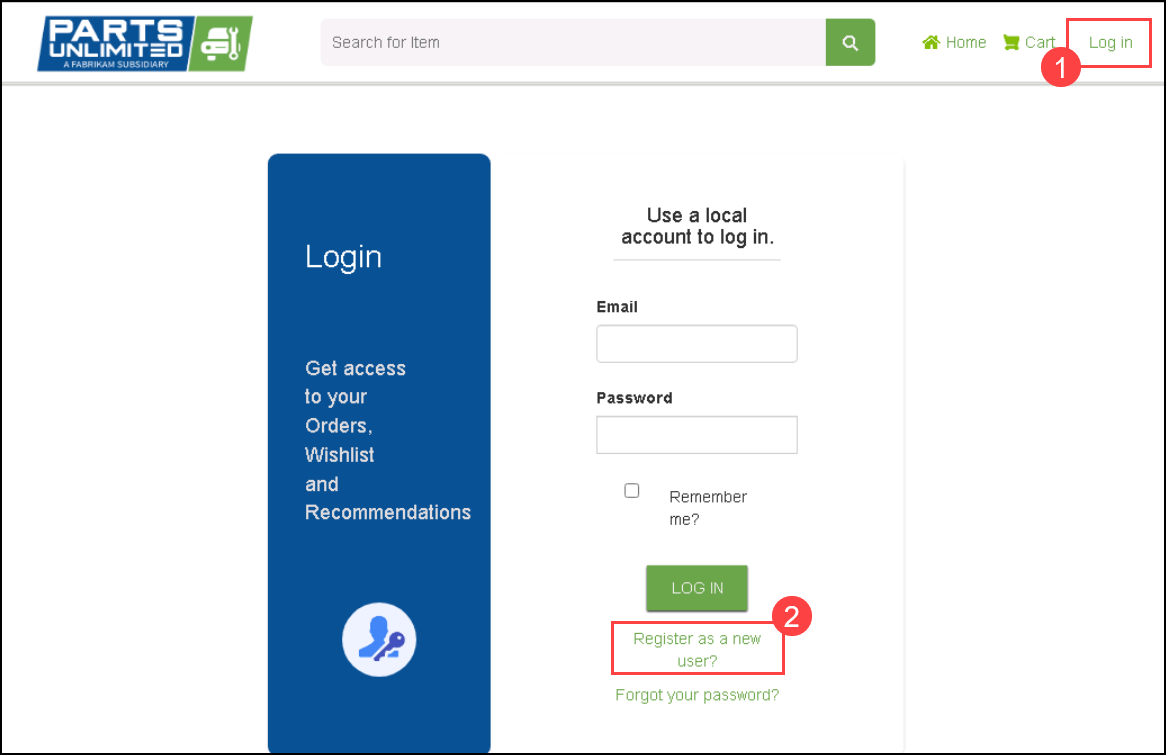 PARTS
UNLIMITED
A FABRIKAM SUBSIDIARY
Search for Item
Home
Cart
Log in
1
Login
Get access
to your
Orders,
Wishlist
and
Recommendations
Use a local
account to log in.
Email
Password
Remember
me?
LOG IN
2
Register as a new
user?
Forgot your password?